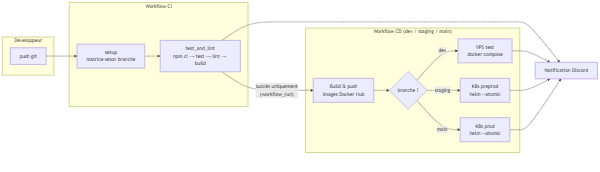 Workflow CI
Développeur
push git
setup
matrice selon branche
test_and_lint
npm ci → test → lint →
build
succès uniquement
(workflow_run)
Workflow CD (dev / staging / main)
Build & push
images Docker Hub
branche ?
dev
staging
main
VPS test
docker compose
K8s preprod
helm --atomic
K8s prod
helm --atomic
Notification Discord